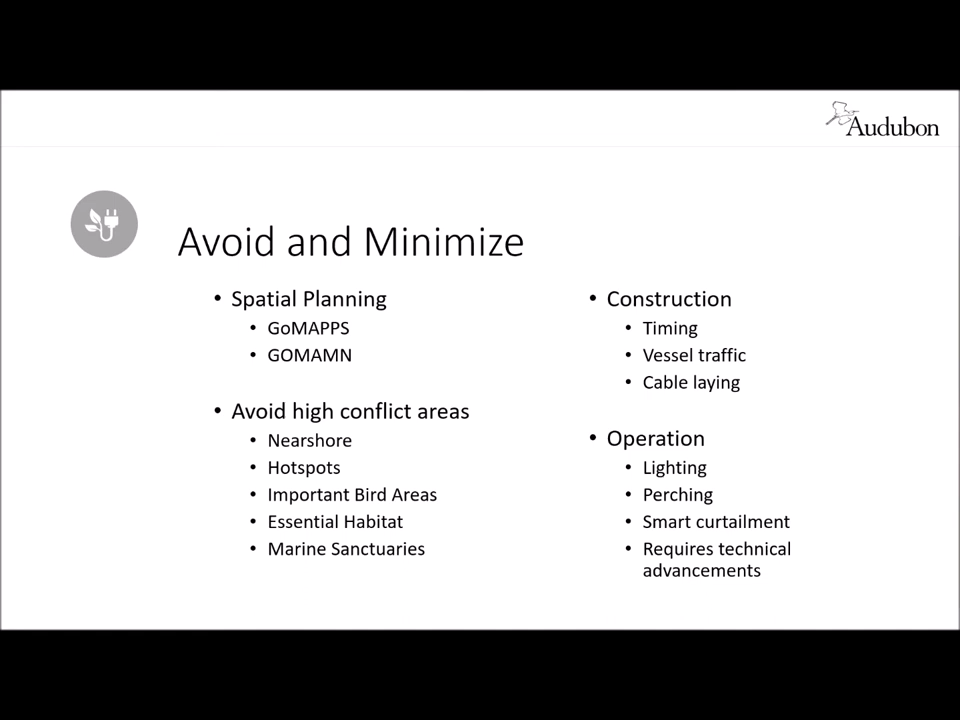 Audubon
Avoid and Minimize
• Spatial Planning
• GoMAPPS
• GOMAMN
• Avoid high conflict areas
• Nearshore
• Hotspots
• Important Bird Areas
• Essential Habitat
• Marine Sanctuaries
• Construction
• Timing
• Vessel traffic
• Cable laying
• Operation
• Lighting
• Perching
• Smart curtailment
• Requires technical
advancements